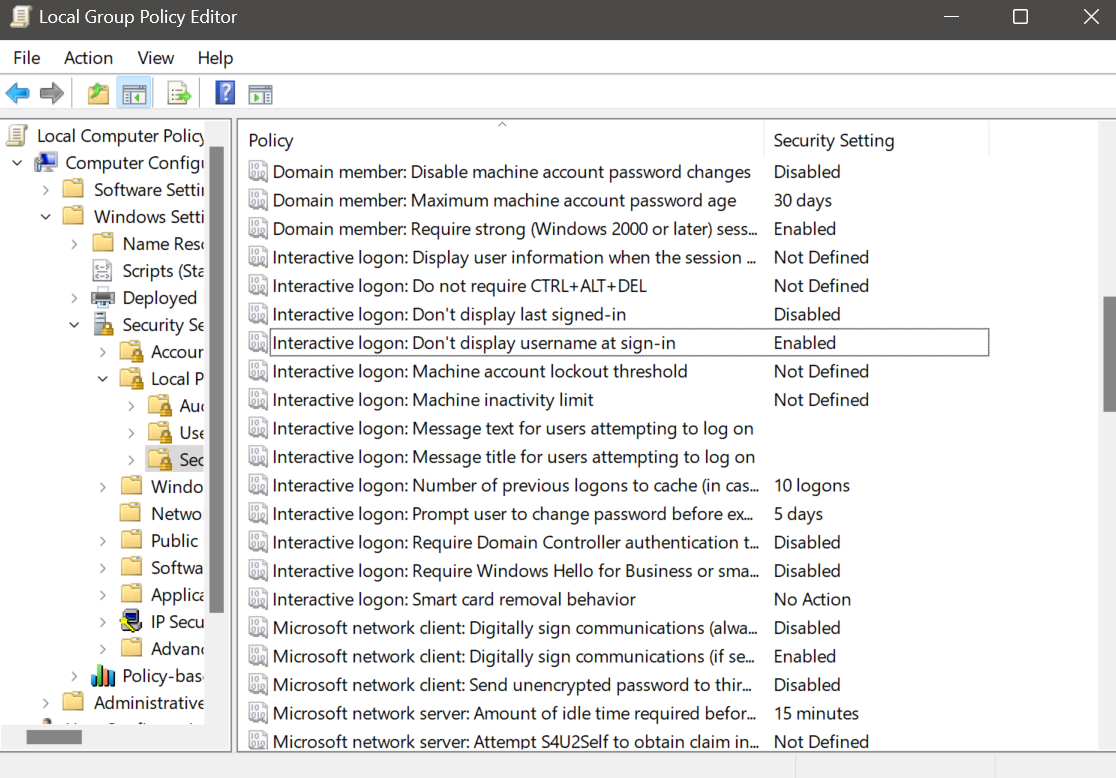 Local Group Policy Editor
File Action View Help
Local Computer Policy
Computer Configu
Software Settin
Windows Setti
Name Reso
Scripts (Sta
Deployed
Security Se
Accour
Local P
Aud
Use
Sec
Windo
Netwo
Public
Softwa
Applica
IP Secu
Advanc
Policy-bas
Administrative
Policy Security Setting
Domain member: Disable machine account password changes Disabled
Domain member: Maximum machine account password age 30 days
Domain member: Require strong (Windows 2000 or later) sess... Enabled
Interactive logon: Display user information when the session ... Not Defined
Interactive logon: Do not require CTRL+ALT+DEL Not Defined
Interactive logon: Don't display last signed-in Disabled
Interactive logon: Don't display username at sign-in Enabled
Interactive logon: Machine account lockout threshold Not Defined
Interactive logon: Machine inactivity limit Not Defined
Interactive logon: Message text for users attempting to log on
Interactive logon: Message title for users attempting to log on
Interactive logon: Number of previous logons to cache (in cas... 10 logons
Interactive logon: Prompt user to change password before ex... 5 days
Interactive logon: Require Domain Controller authentication t... Disabled
Interactive logon: Require Windows Hello for Business or sma... Disabled
Interactive logon: Smart card removal behavior No Action
Microsoft network client: Digitally sign communications (alwa... Disabled
Microsoft network client: Digitally sign communications (if se... Enabled
Microsoft network client: Send unencrypted password to thir... Disabled
Microsoft network server: Amount of idle time required befor... 15 minutes
Microsoft network server: Attempt S4U2Self to obtain claim in... Not Defined